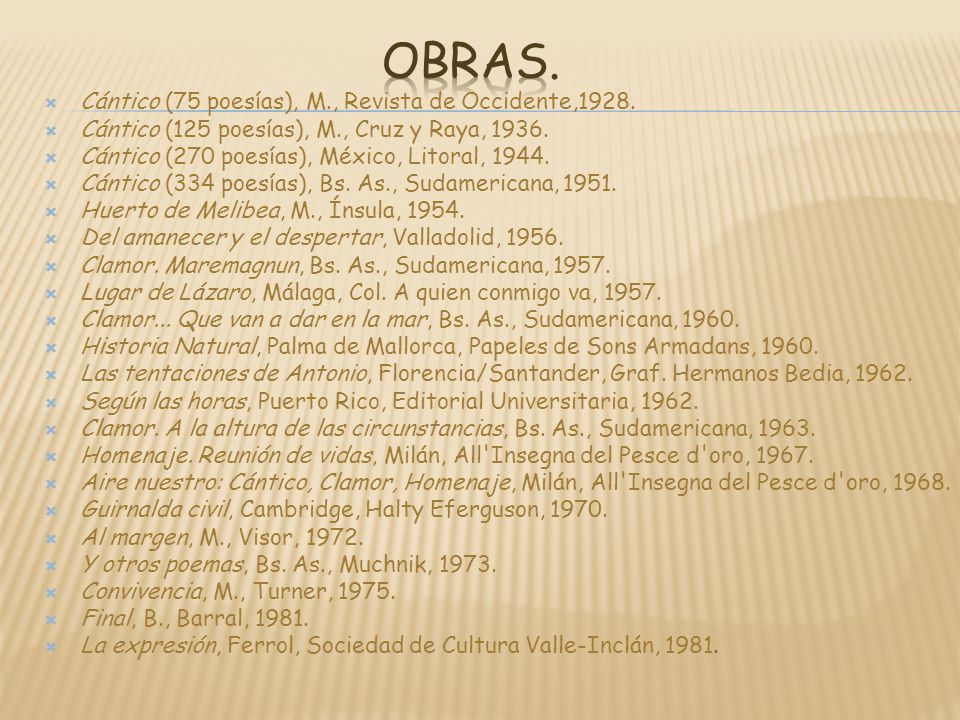 OBRAS.
Cántico (75 poesías), M., Revista de Occidente,1928.
Cántico (125 poesías), M., Cruz y Raya, 1936.
Cántico (270 poesías), México, Litoral, 1944.
Cántico (334 poesías), Bs. As., Sudamericana, 1951.
Huerto de Melibea, M., Ínsula, 1954.
Del amanecer y el despertar, Valladolid, 1956.
Clamor. Maremagnun, Bs. As., Sudamericana, 1957.
Lugar de Lázaro, Málaga, Col. A quien conmigo va, 1957.
Clamor... Que van a dar en la mar, Bs. As., Sudamericana, 1960.
Historia Natural, Palma de Mallorca, Papeles de Sons Armadans, 1960.
Las tentaciones de Antonio, Florencia/Santander, Graf. Hermanos Bedia, 1962.
Según las horas, Puerto Rico, Editorial Universitaria, 1962.
Clamor. A la altura de las circunstancias, Bs. As., Sudamericana, 1963.
Homenaje. Reunión de vidas, Milán, All'Insegna del Pesce d'oro, 1967.
Aire nuestro: Cántico, Clamor, Homenaje, Milán, All'Insegna del Pesce d'oro, 1968.
Guirnalda civil, Cambridge, Halty Eferguson, 1970.
Al margen, M., Visor, 1972.
Y otros poemas, Bs. As., Muchnik, 1973.
Convivencia, M., Turner, 1975.
Final, B., Barral, 1981.
La expresión, Ferrol, Sociedad de Cultura Valle-Inclán, 1981.